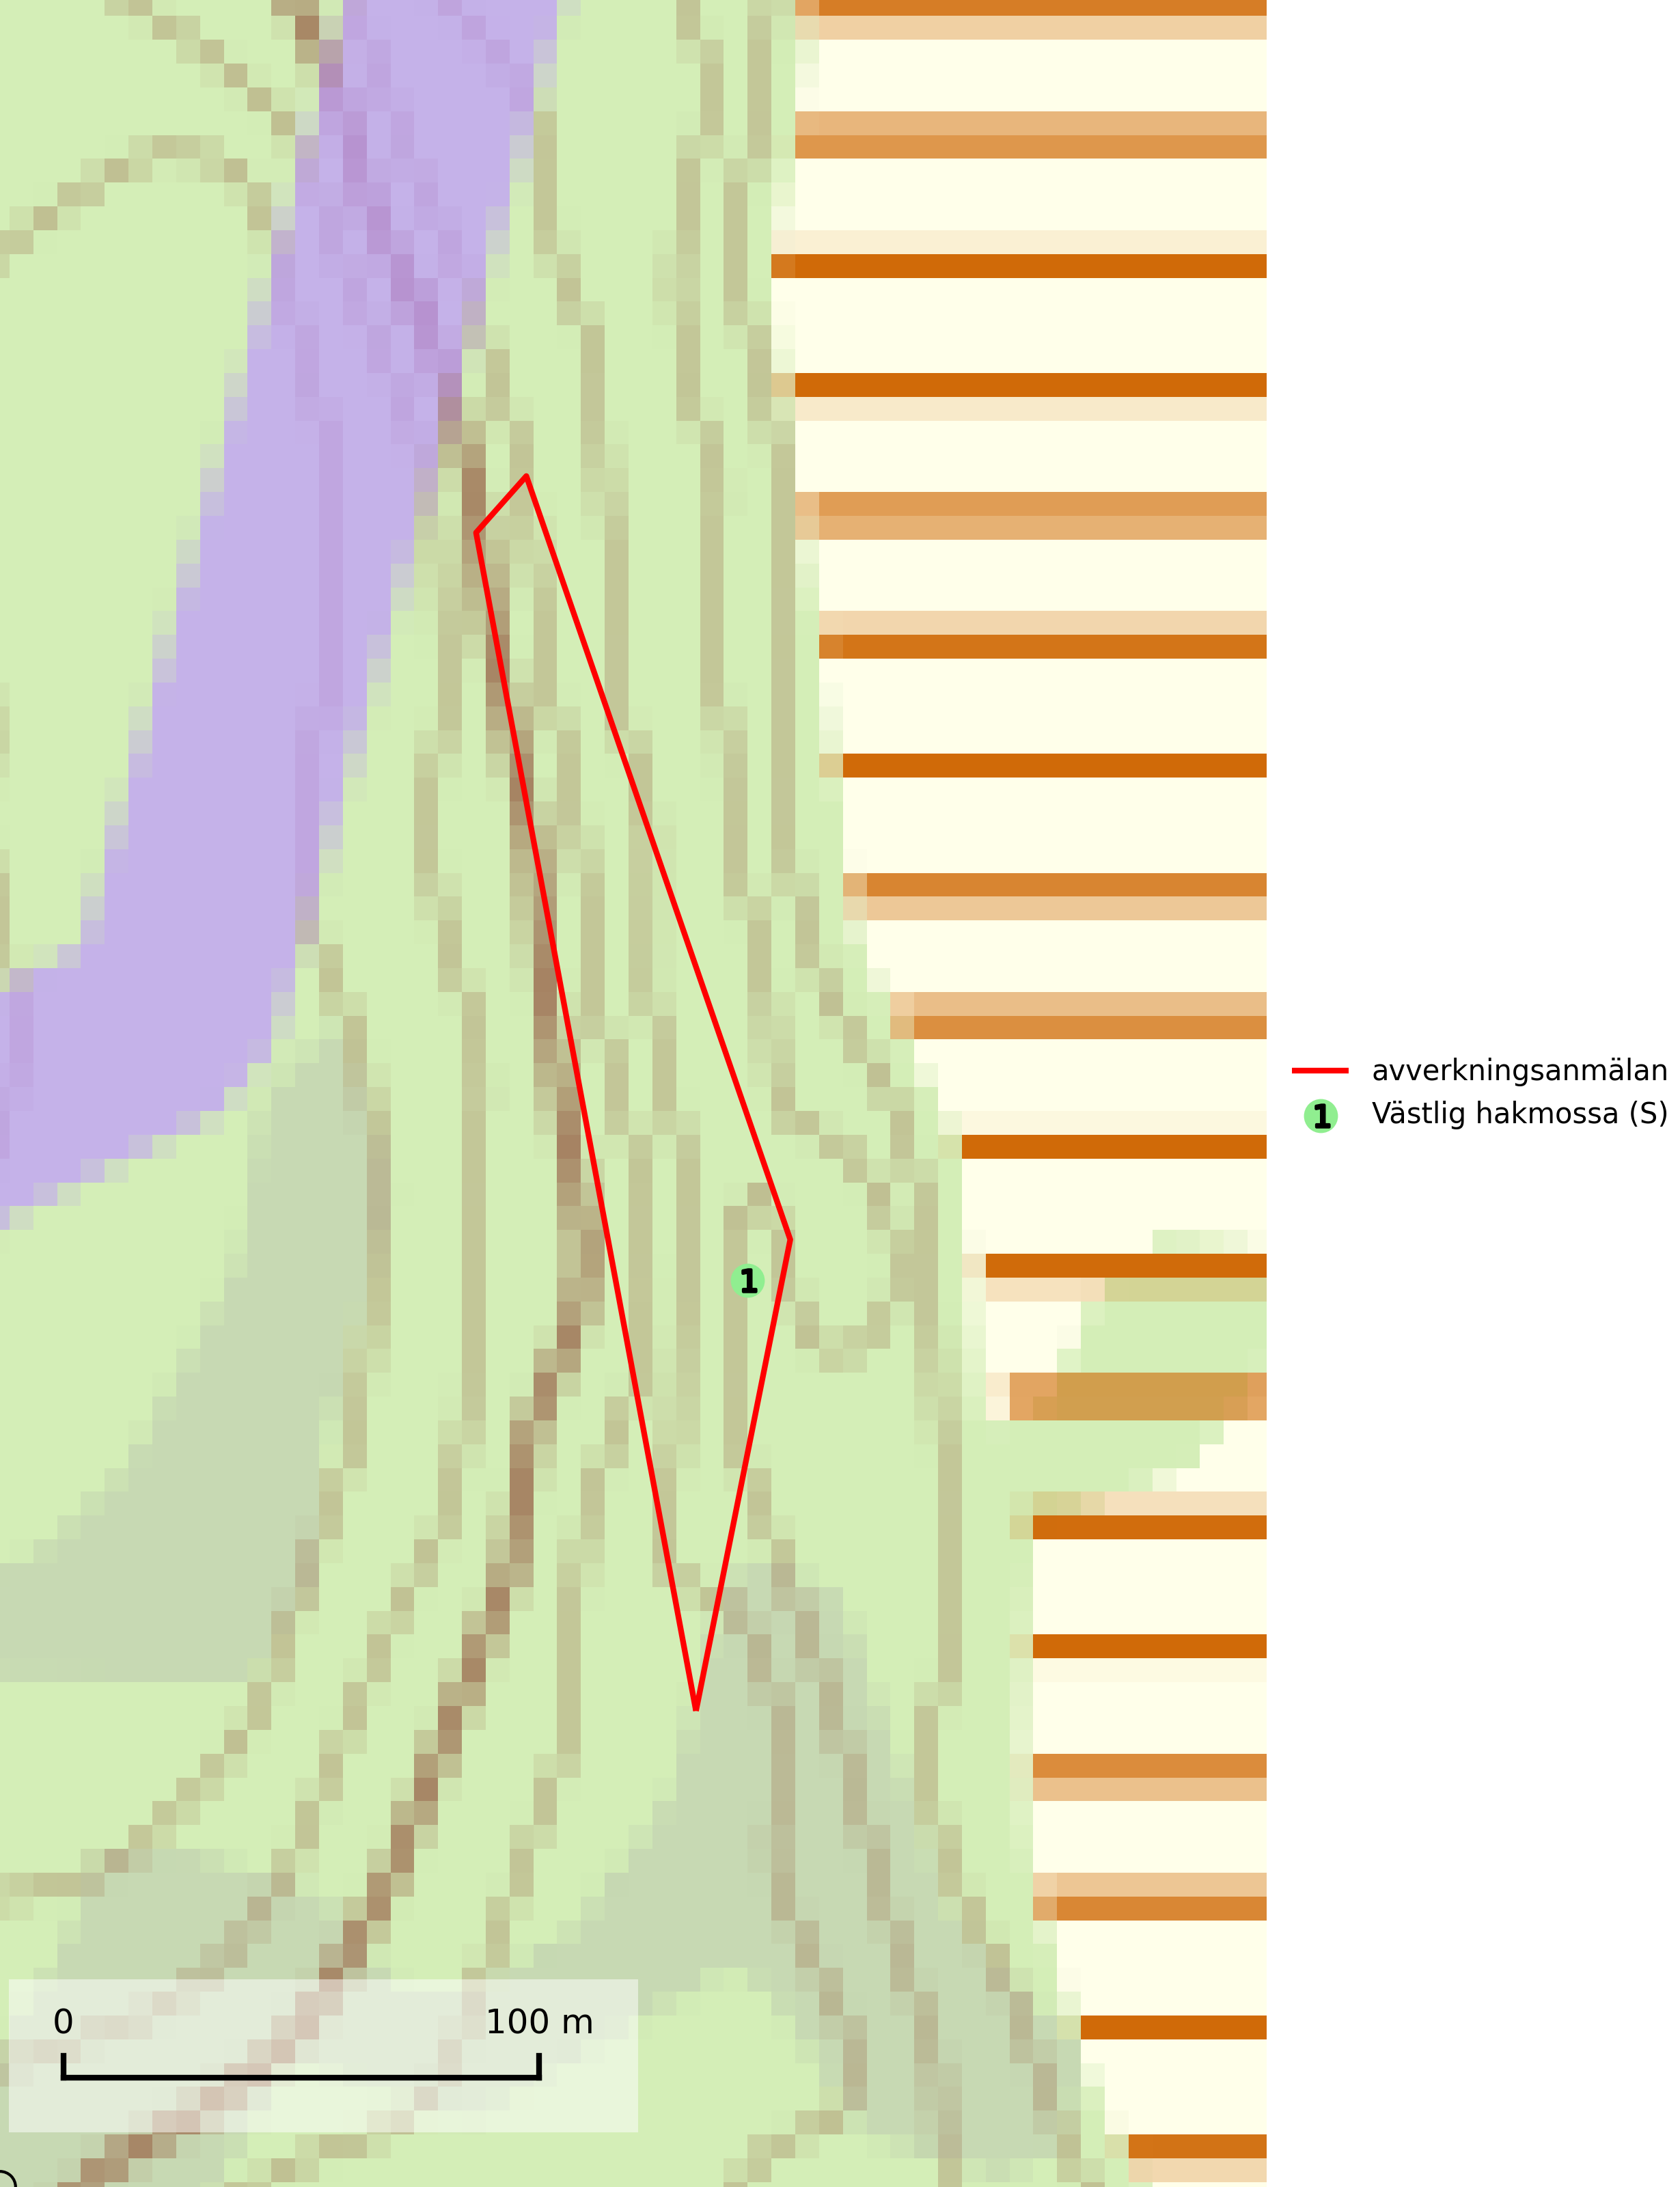 avverkningsanmälan
1 Västlig hakmossa (S)
1
0 100 m